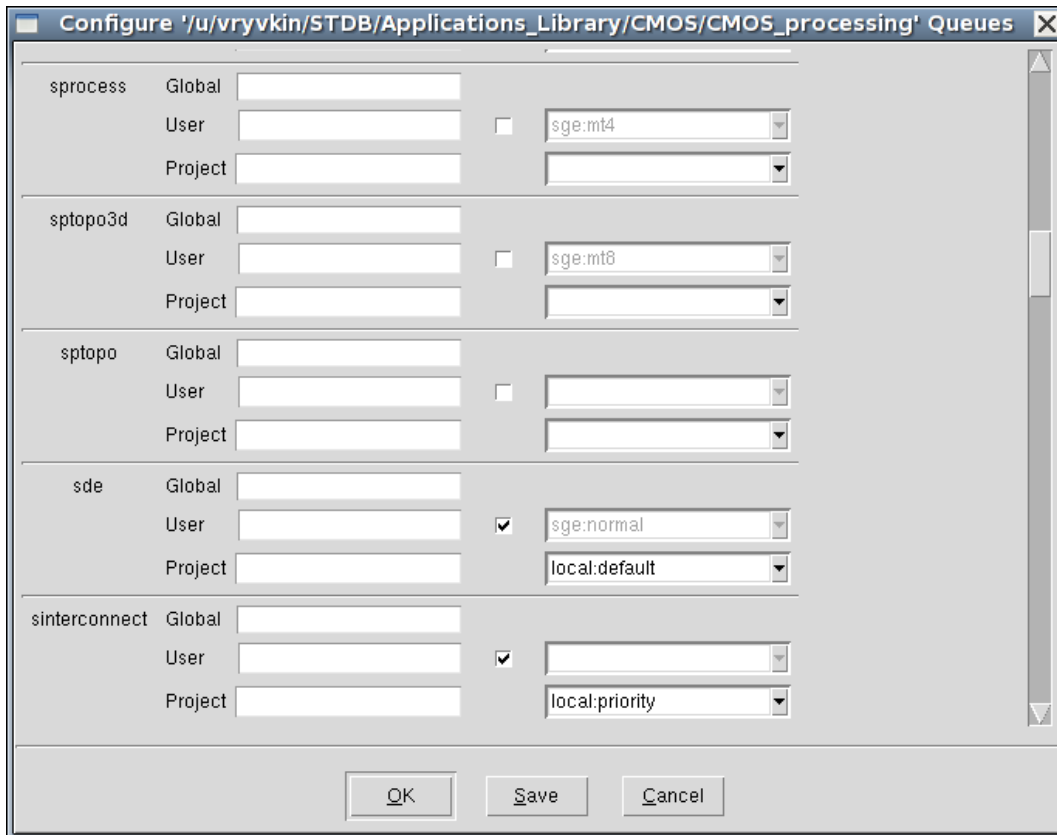 Configure '/u/vryvkin/STDB/Applications_Library/CMOS/CMOS_processing' Queues
sprocess Global
User sge:mt4
Project
sptopo3d Global
User sge:mt8
Project
sptopo Global
User
Project
sde Global
User sge:normal
Project local:default
sinterconnect Global
User
Project local:priority
OK Save Cancel